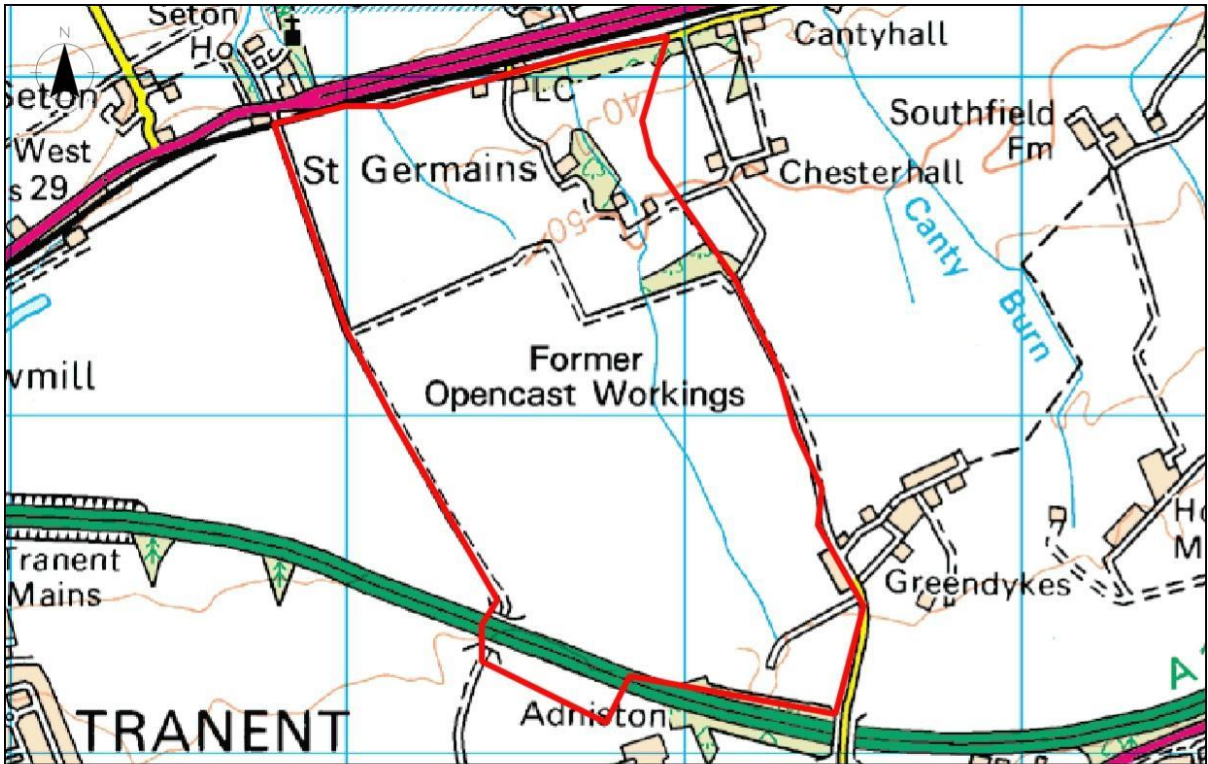 Seton
Ho
N
Cantyhall
Seton
LC
40
Southfield
Fm
West
s 29
St Germains
Chesterhall
50
Canty
Burn
Former
Opencast Workings
wmill
Tranent
Mains
Greendykes
Ho
M
A1
Adniston
TRANENT